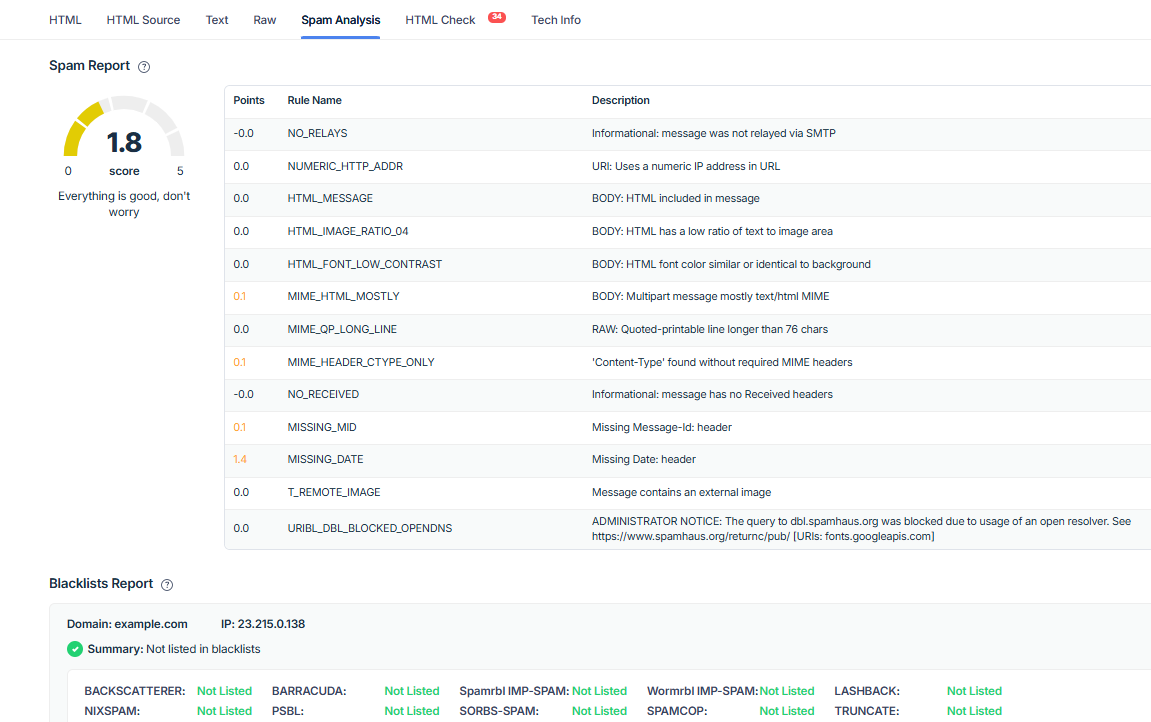 HTML HTML Source Text Raw Spam Analysis HTML Check 34 Tech Info
Spam Report ?
1.8
0 score 5
Everything is good, don't
worry
Points Rule Name Description
-0.0 NO_RELAYS Informational: message was not relayed via SMTP
0.0 NUMERIC_HTTP_ADDR URI: Uses a numeric IP address in URL
0.0 HTML_MESSAGE BODY: HTML included in message
0.0 HTML_IMAGE_RATIO_04 BODY: HTML has a low ratio of text to image area
0.0 HTML_FONT_LOW_CONTRAST BODY: HTML font color similar or identical to background
0.1 MIME_HTML_MOSTLY BODY: Multipart message mostly text/html MIME
0.0 MIME_QP_LONG_LINE RAW: Quoted-printable line longer than 76 chars
0.1 MIME_HEADER_CTYPE_ONLY 'Content-Type' found without required MIME headers
-0.0 NO_RECEIVED Informational: message has no Received headers
0.1 MISSING_MID Missing Message-Id: header
1.4 MISSING_DATE Missing Date: header
0.0 T_REMOTE_IMAGE Message contains an external image
0.0 URIBL_DBL_BLOCKED_OPENDNS ADMINISTRATOR NOTICE: The query to dbl.spamhaus.org was blocked due to usage of an open resolver. See
https://www.spamhaus.org/returnc/pub/ [URIs: fonts.googleapis.com]
Blacklists Report ?
Domain: example.com IP: 23.215.0.138
Summary: Not listed in blacklists
BACKSCATTERER: Not Listed BARRACUDA: Not Listed Spamrbl IMP-SPAM: Not Listed Wormrbl IMP-SPAM: Not Listed LASHBACK: Not Listed
NIXSPAM: Not Listed PSBL: Not Listed SORBS-SPAM: Not Listed SPAMCOP: Not Listed TRUNCATE: Not Listed